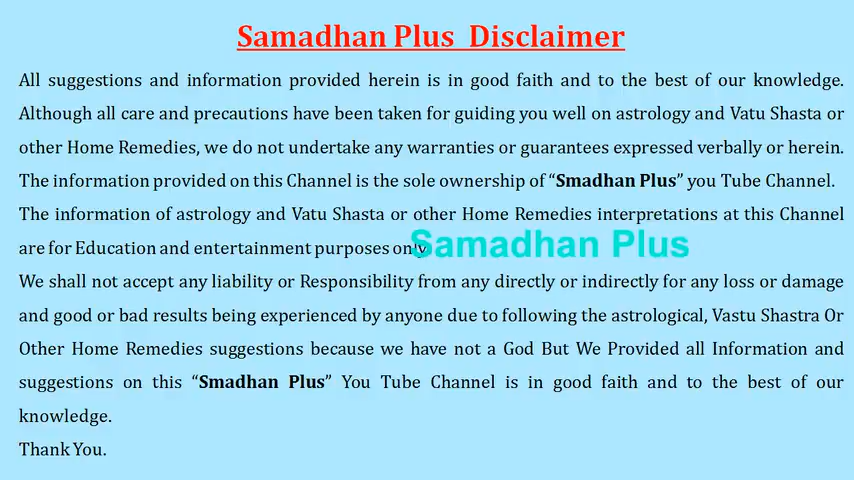 Samadhan Plus Disclaimer
All suggestions and information provided herein is in good faith and to the best of our knowledge.
Although all care and precautions have been taken for guiding you well on astrology and Vatu Shasta or
other Home Remedies, we do not undertake any warranties or guarantees expressed verbally or herein.
The information provided on this Channel is the sole ownership of “Smadhan Plus” you Tube Channel.
The information of astrology and Vatu Shasta or other Home Remedies interpretations at this Channel
are for Education and entertainment purposes only.
Samadhan Plus
We shall not accept any liability or Responsibility from any directly or indirectly for any loss or damage
and good or bad results being experienced by anyone due to following the astrological, Vastu Shastra Or
Other Home Remedies suggestions because we have not a God But We Provided all Information and
suggestions on this “Smadhan Plus” You Tube Channel is in good faith and to the best of our
knowledge.
Thank You.